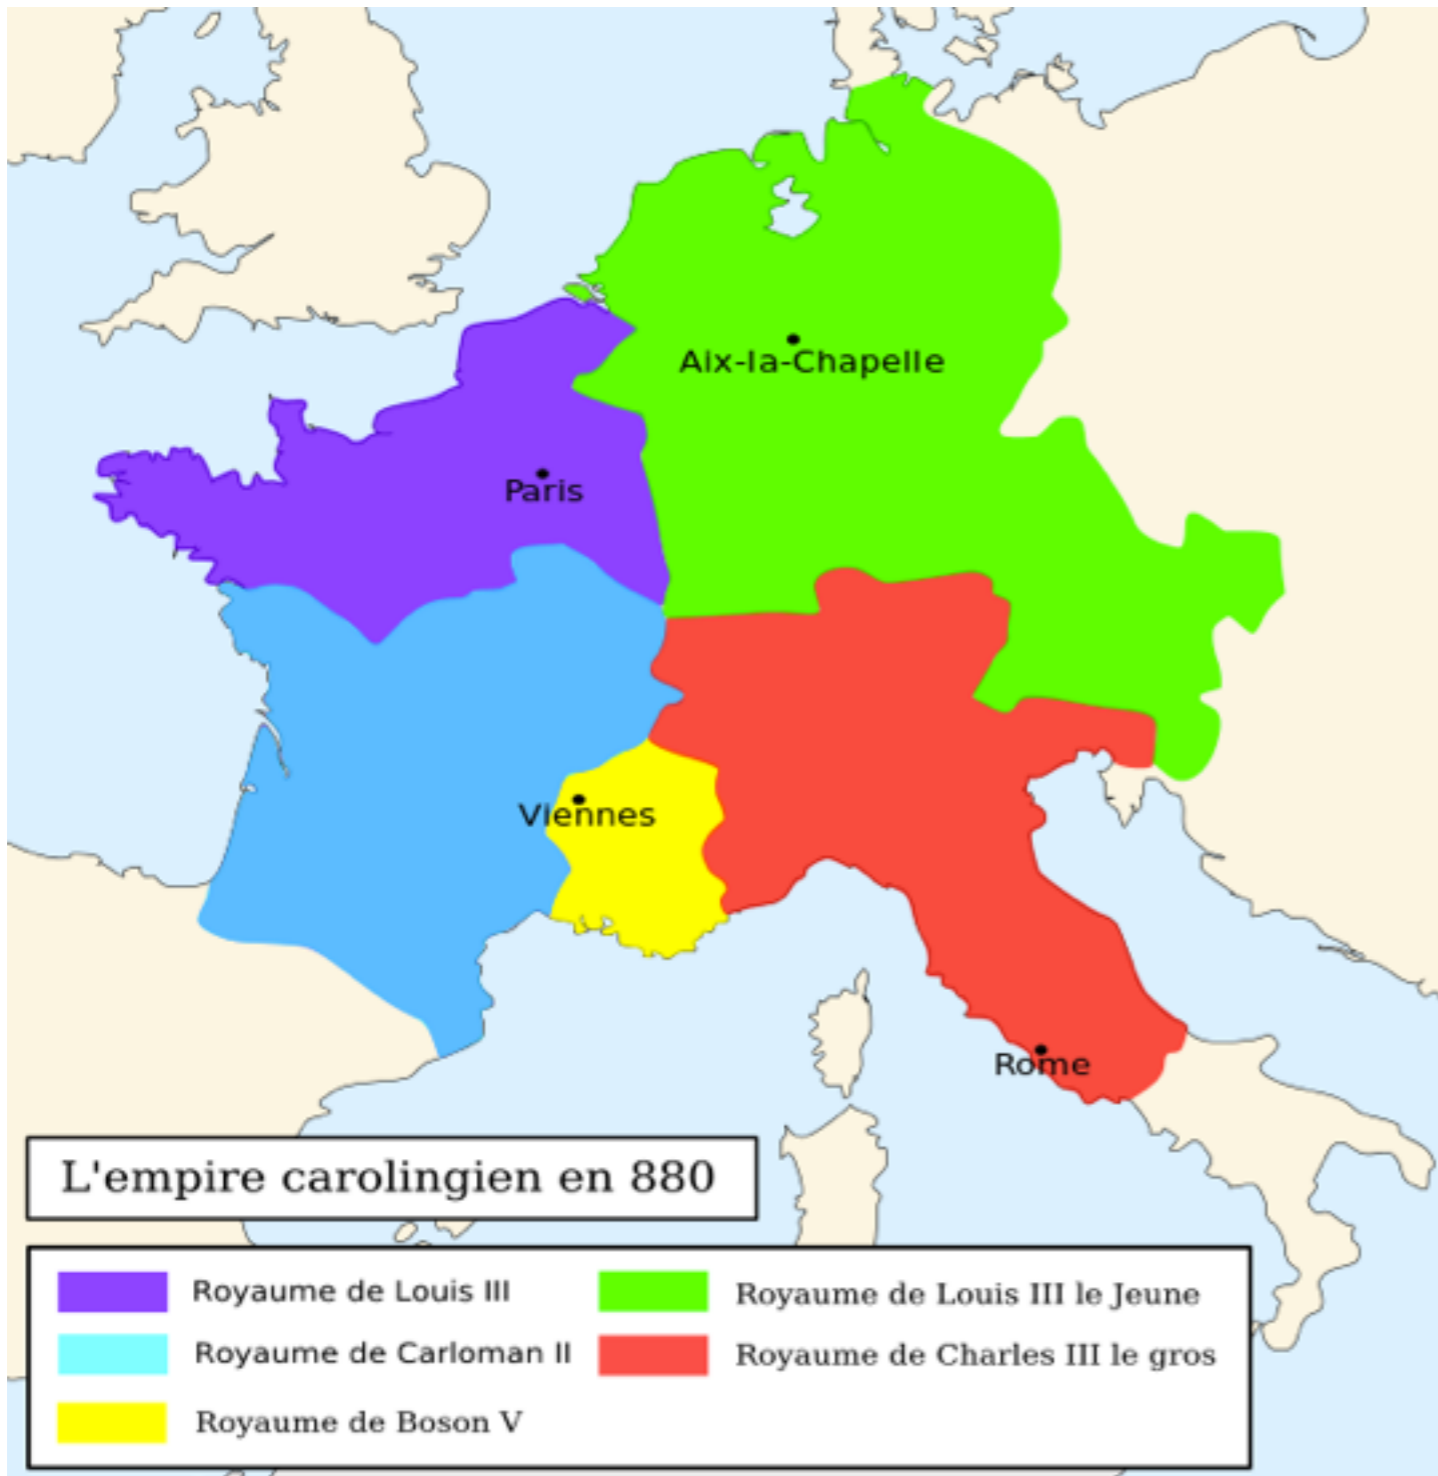 Aix-la-Chapelle
Paris
Viennes
Rome
L'empire carolingien en 880
Royaume de Louis III
Royaume de Louis III le Jeune
Royaume de Carloman II
Royaume de Charles III le gros
Royaume de Boson V